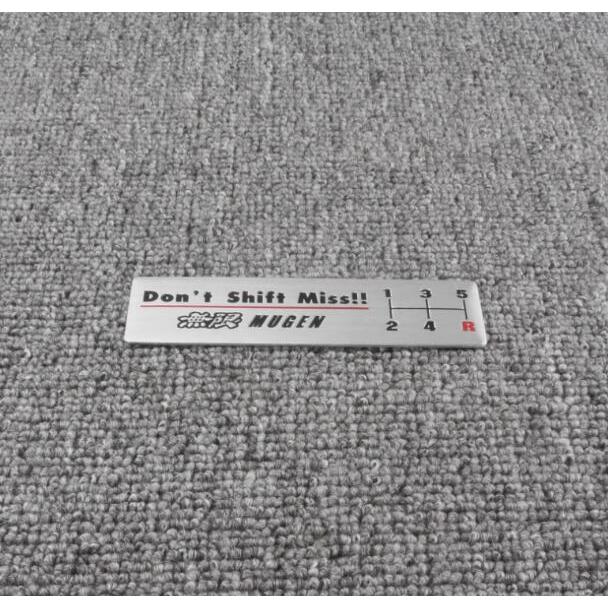 Don't Shift Miss!!
無限 MUGEN
1 3 5
2 4 R